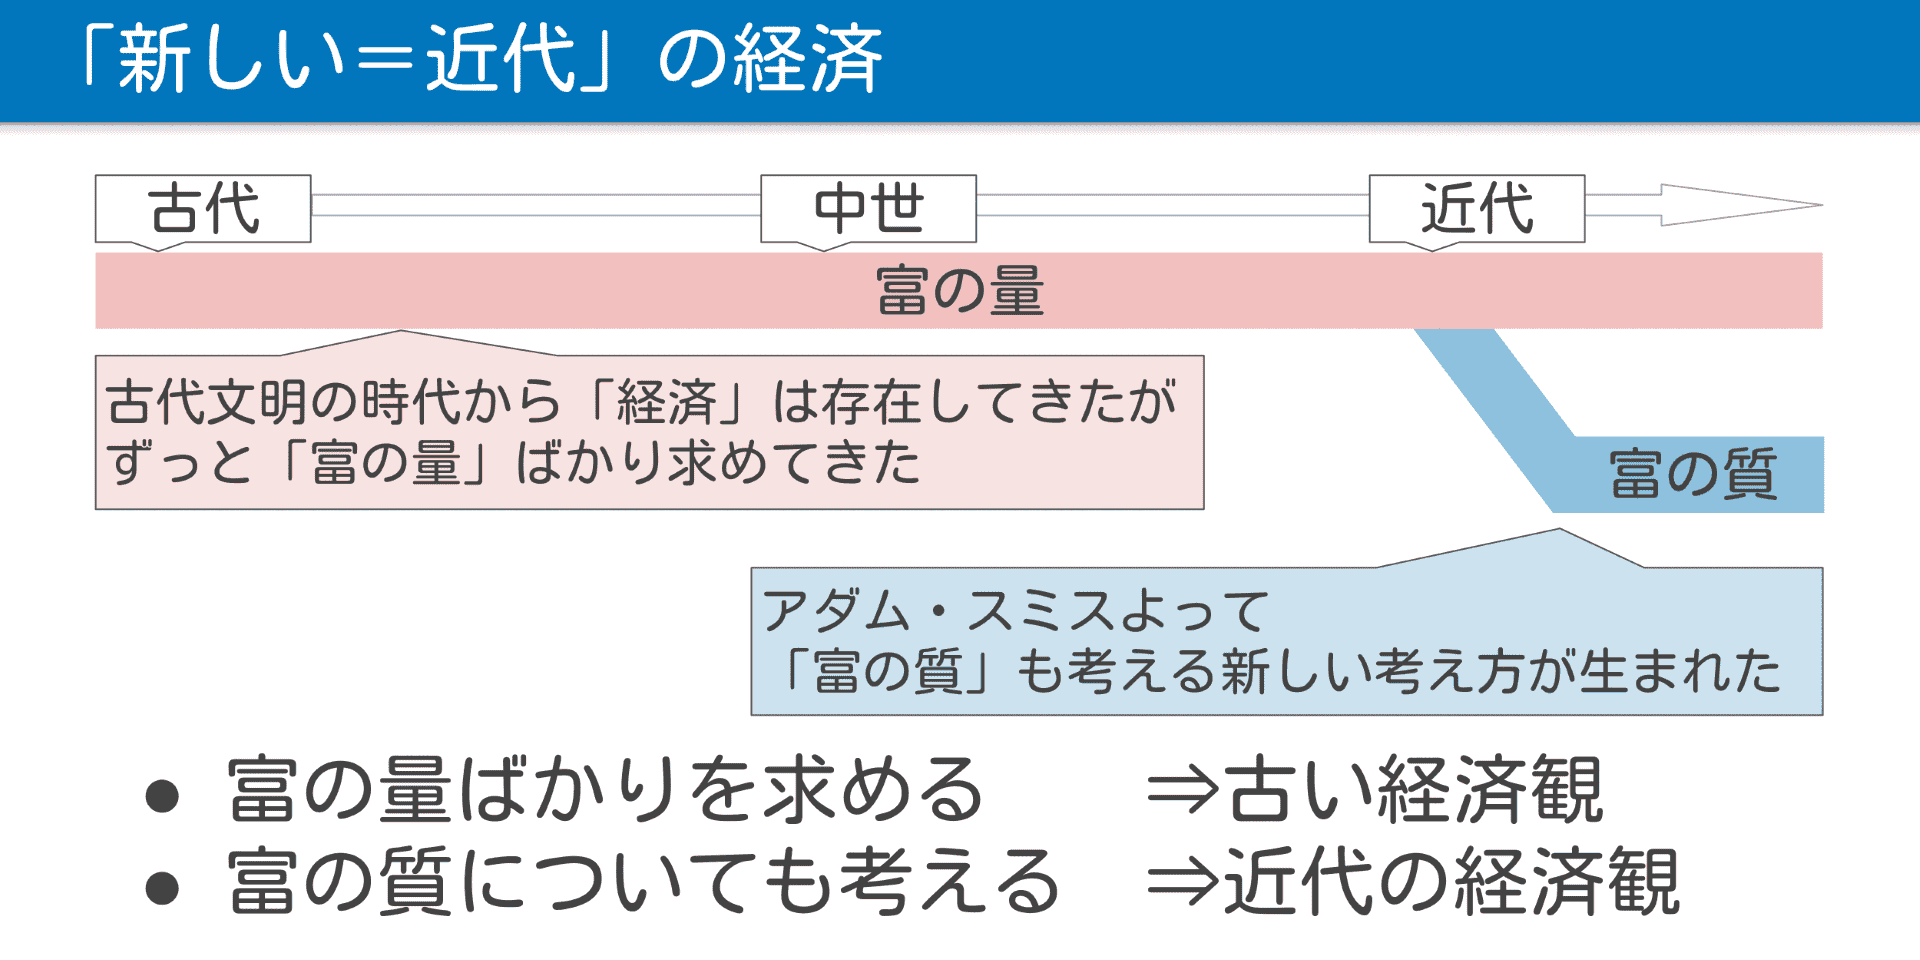 「新しい＝近代」の経済
古代
中世
近代
富の量
古代文明の時代から「経済」は存在してきたが
ずっと「富の量」ばかり求めてきた
富の質
アダム・スミスよって
「富の質」も考える新しい考え方が生まれた
● 富の量ばかりを求める ⇒古い経済観
● 富の質についても考える ⇒近代の経済観